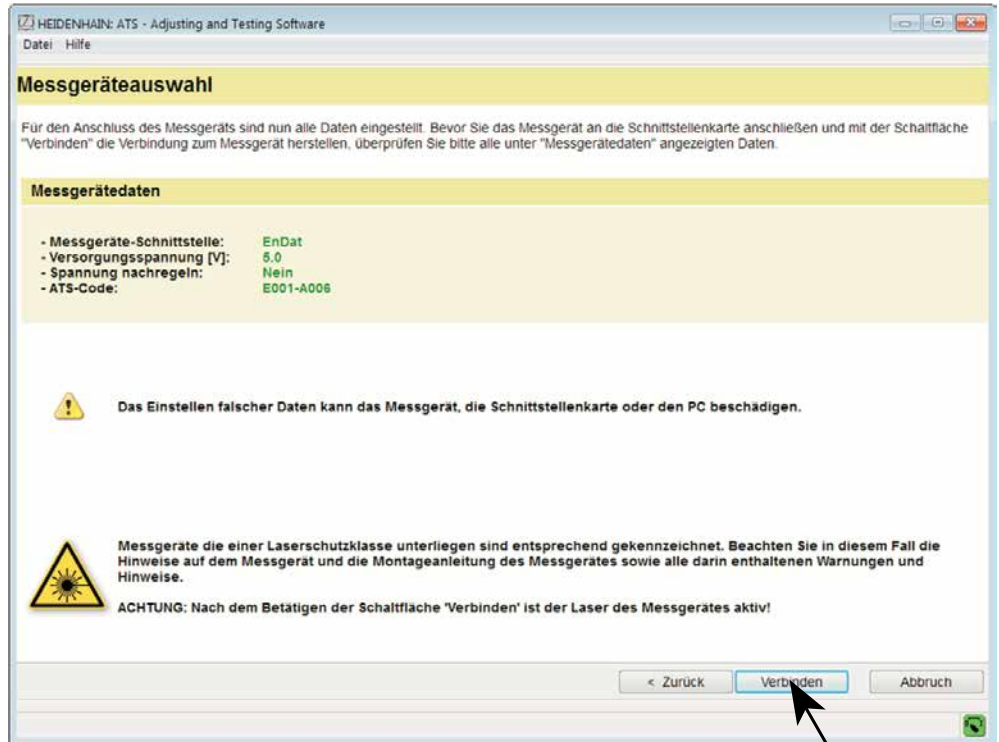 HEIDENHAIN: ATS - Adjusting and Testing Software
Datei Hilfe
Messgeräteauswahl
Für den Anschluss des Messgeräts sind nun alle Daten eingestellt. Bevor Sie das Messgerät an die Schnittstellenkarte anschließen und mit der Schaltfläche
"Verbinden" die Verbindung zum Messgerät herstellen, überprüfen Sie bitte alle unter "Messgerätedaten" angezeigten Daten.
Messgerätedaten
- Messgeräte-Schnittstelle: EnDat
- Versorgungsspannung [V]: 5.0
- Spannung nachregeln: Nein
- ATS-Code: E001-A006
Das Einstellen falscher Daten kann das Messgerät, die Schnittstellenkarte oder den PC beschädigen.
Messgeräte die einer Laserschutzklasse unterliegen sind entsprechend gekennzeichnet. Beachten Sie in diesem Fall die
Hinweise auf dem Messgerät und die Montageanleitung des Messgerätes sowie alle darin enthaltenen Warnungen und
Hinweise.
ACHTUNG: Nach dem Betätigen der Schaltfläche 'Verbinden' ist der Laser des Messgerätes aktiv!
< Zurück Verbinden Abbruch